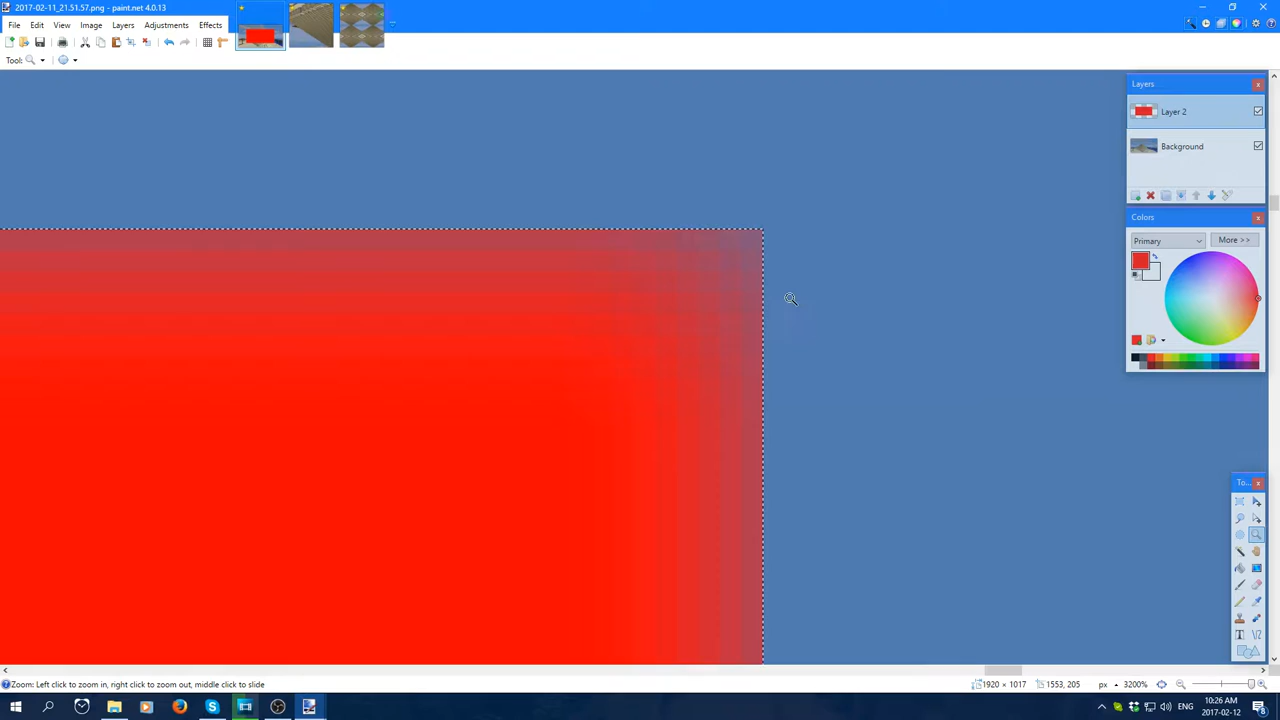 2017-02-11_21.51.57.png - paint.net 4.0.13
File Edit View Image Layers Adjustments Effects
Tool:
Layers
Layer 2
Background
Colors
Primary
More >>
To...
Zoom: Left click to zoom in, right click to zoom out, middle click to slide
1920 × 1017
1553, 205
px
3200%
ENG
10:26 AM
2017-02-12